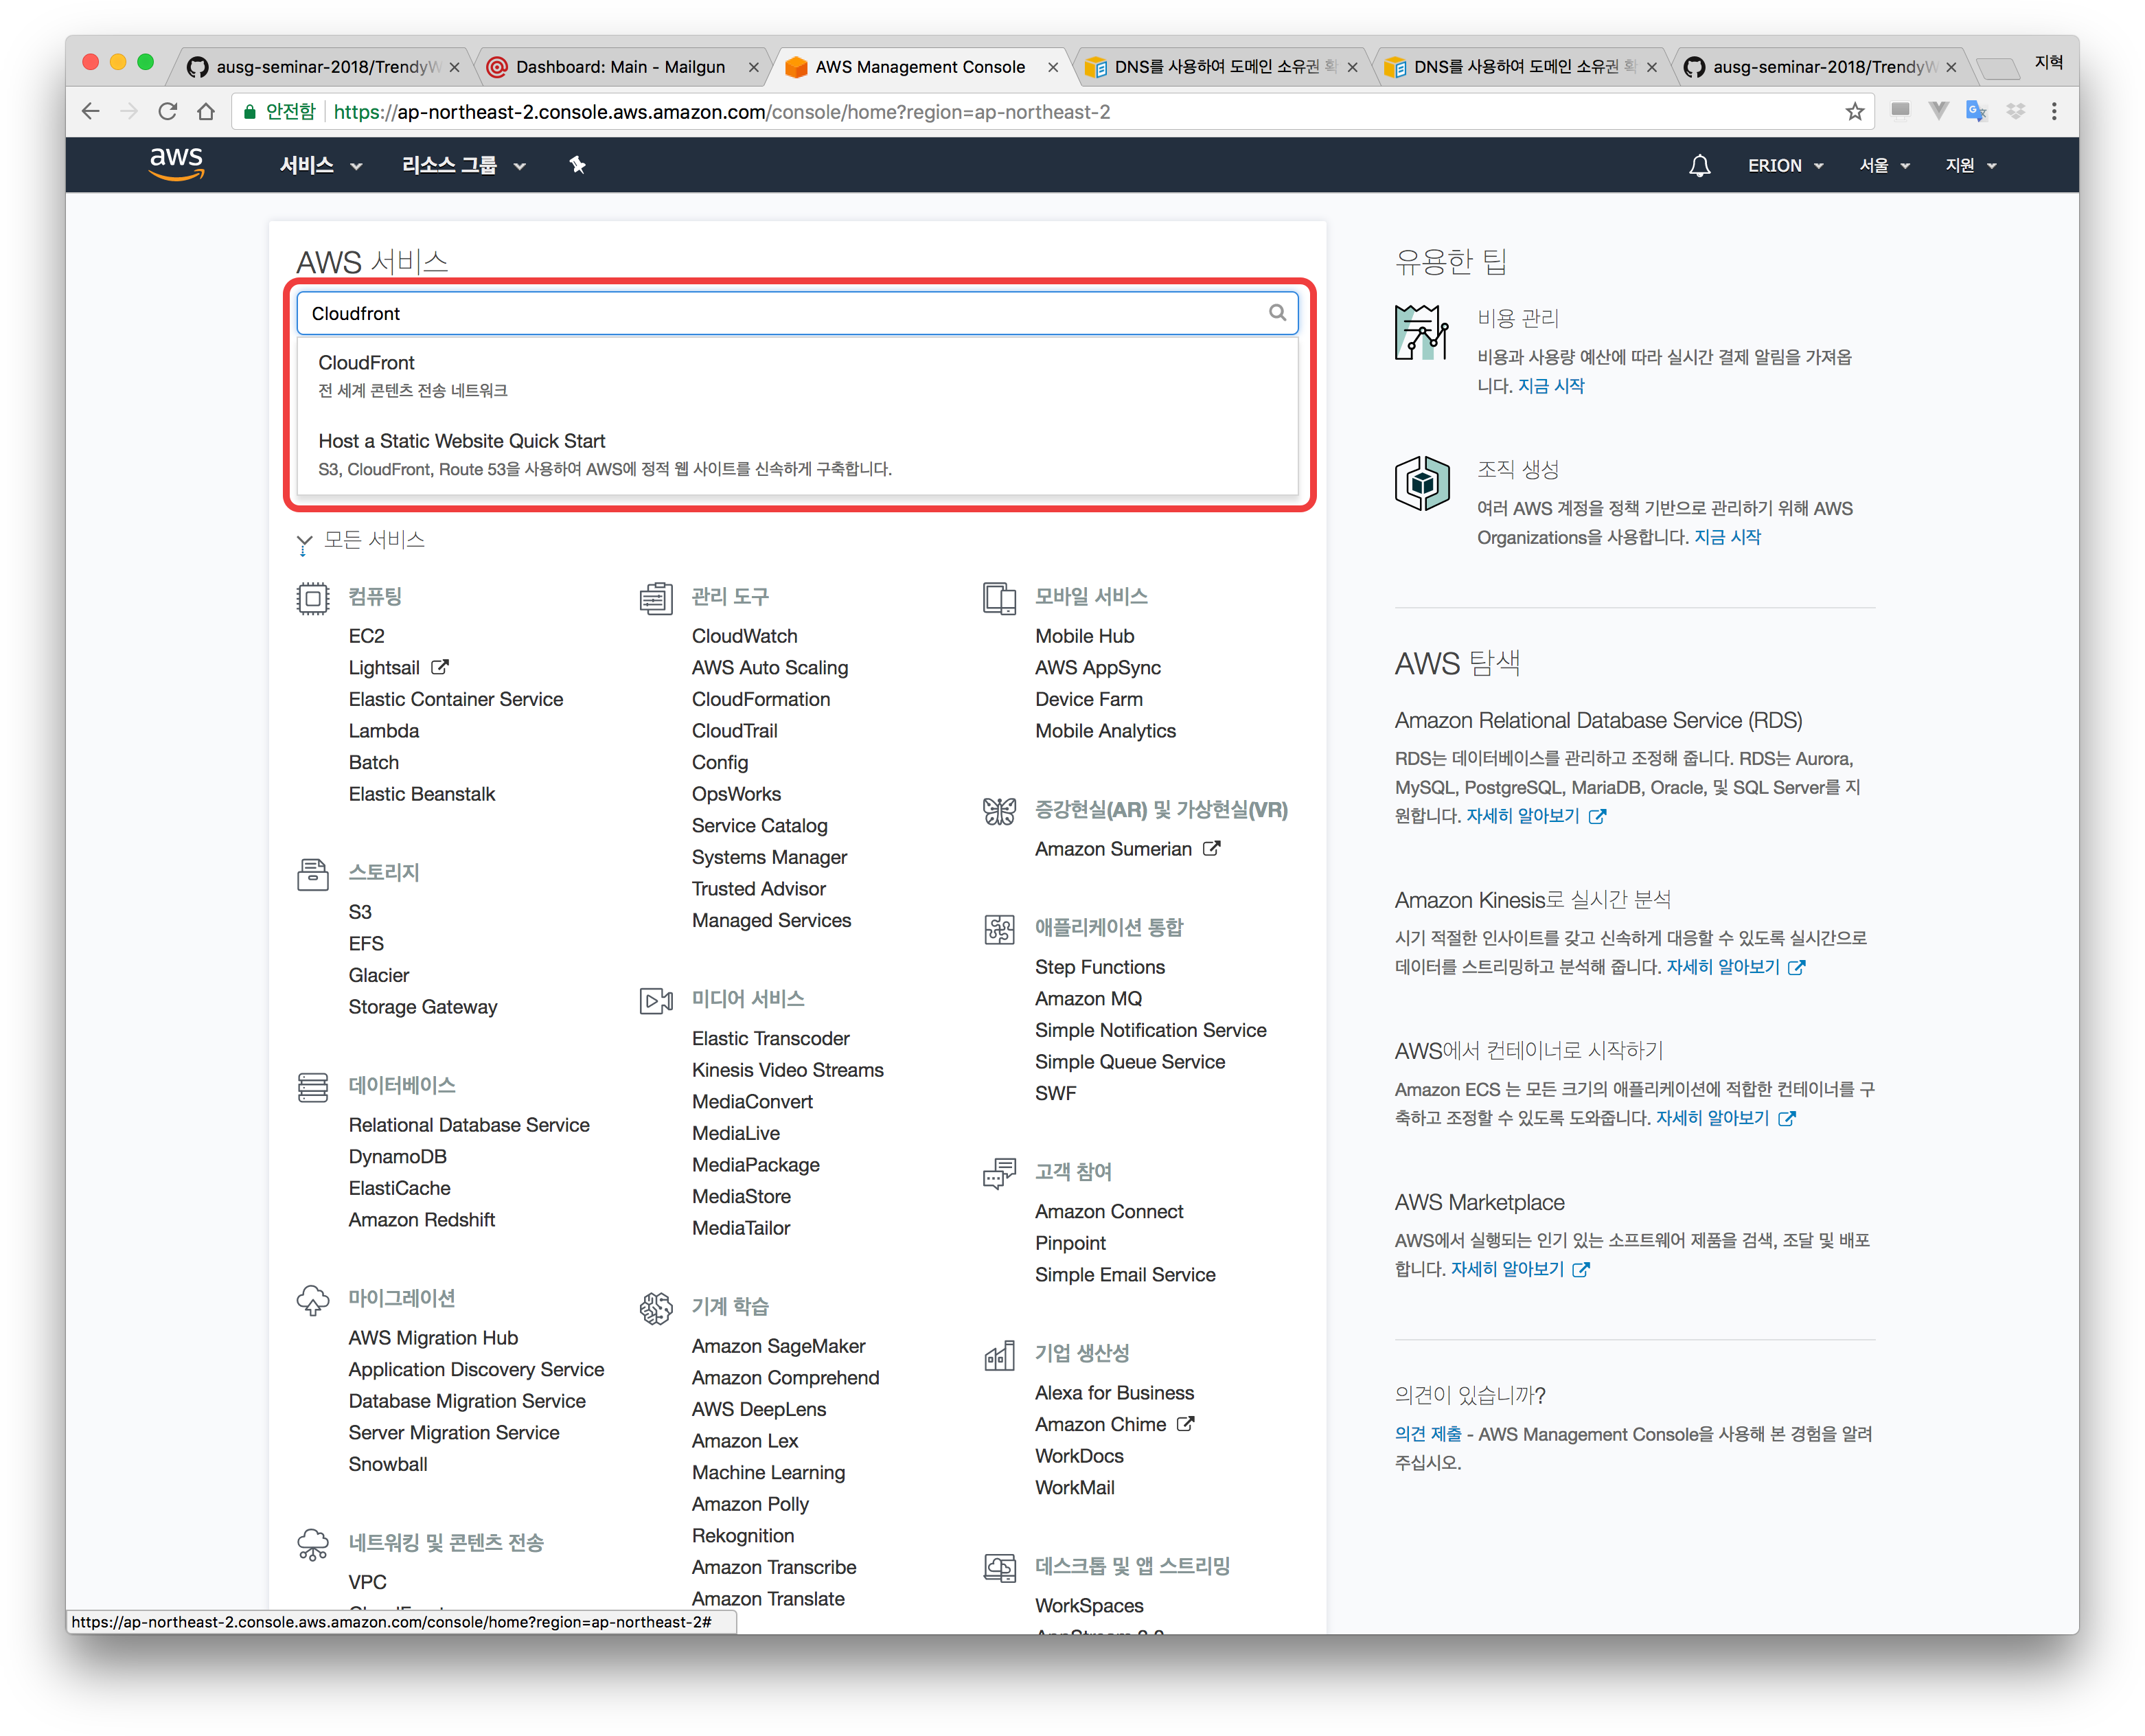 ausg-seminar-2018/TrendyW
Dashboard: Main - Mailgun
AWS Management Console
DNS를 사용하여 도메인 소유권 확
DNS를 사용하여 도메인 소유권 확
ausg-seminar-2018/TrendyW
지혁
안전함
https://ap-northeast-2.console.aws.amazon.com/console/home?region=ap-northeast-2
aws
서비스
리소스 그룹
ERION
서울
지원
AWS 서비스
Cloudfront
CloudFront
전 세계 콘텐츠 전송 네트워크
Host a Static Website Quick Start
S3, CloudFront, Route 53을 사용하여 AWS에 정적 웹 사이트를 신속하게 구축합니다.
모든 서비스
컴퓨팅
EC2
Lightsail
Elastic Container Service
Lambda
Batch
Elastic Beanstalk
스토리지
S3
EFS
Glacier
Storage Gateway
데이터베이스
Relational Database Service
DynamoDB
ElastiCache
Amazon Redshift
마이그레이션
AWS Migration Hub
Application Discovery Service
Database Migration Service
Server Migration Service
Snowball
네트워킹 및 콘텐츠 전송
VPC
관리 도구
CloudWatch
AWS Auto Scaling
CloudFormation
CloudTrail
Config
OpsWorks
Service Catalog
Systems Manager
Trusted Advisor
Managed Services
미디어 서비스
Elastic Transcoder
Kinesis Video Streams
MediaConvert
MediaLive
MediaPackage
MediaStore
MediaTailor
기계 학습
Amazon SageMaker
Amazon Comprehend
AWS DeepLens
Amazon Lex
Machine Learning
Amazon Polly
Rekognition
Amazon Transcribe
Amazon Translate
모바일 서비스
Mobile Hub
AWS AppSync
Device Farm
Mobile Analytics
증강현실(AR) 및 가상현실(VR)
Amazon Sumerian
애플리케이션 통합
Step Functions
Amazon MQ
Simple Notification Service
Simple Queue Service
SWF
고객 참여
Amazon Connect
Pinpoint
Simple Email Service
기업 생산성
Alexa for Business
Amazon Chime
WorkDocs
WorkMail
데스크톱 및 앱 스트리밍
WorkSpaces
유용한 팁
비용 관리
비용과 사용량 예산에 따라 실시간 결제 알림을 가져옵
니다. 지금 시작
조직 생성
여러 AWS 계정을 정책 기반으로 관리하기 위해 AWS
Organizations을 사용합니다. 지금 시작
AWS 탐색
Amazon Relational Database Service (RDS)
RDS는 데이터베이스를 관리하고 조정해 줍니다. RDS는 Aurora,
MySQL, PostgreSQL, MariaDB, Oracle, 및 SQL Server를 지
원합니다. 자세히 알아보기
Amazon Kinesis로 실시간 분석
시기 적절한 인사이트를 갖고 신속하게 대응할 수 있도록 실시간으로
데이터를 스트리밍하고 분석해 줍니다. 자세히 알아보기
AWS에서 컨테이너로 시작하기
Amazon ECS 는 모든 크기의 애플리케이션에 적합한 컨테이너를 구
축하고 조정할 수 있도록 도와줍니다. 자세히 알아보기
AWS Marketplace
AWS에서 실행되는 인기 있는 소프트웨어 제품을 검색, 조달 및 배포
합니다. 자세히 알아보기
의견이 있습니까?
의견 제출 - AWS Management Console을 사용해 본 경험을 알려
주십시오.
https://ap-northeast-2.console.aws.amazon.com/console/home?region=ap-northeast-2#